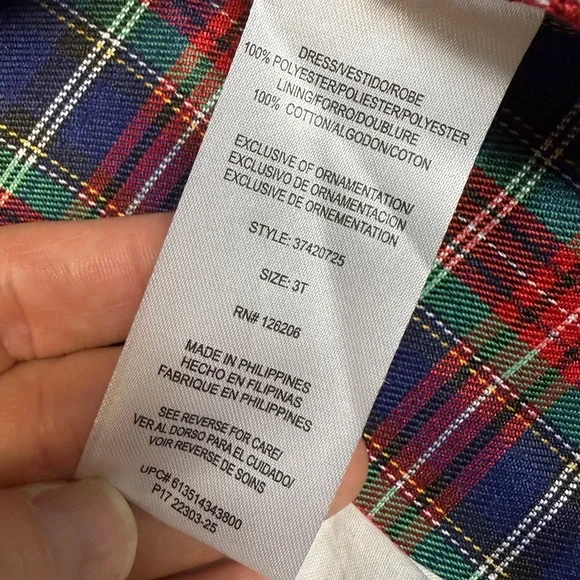 DRESS/VESTIDO/ROBE
100% POLYESTER/POLIESTER/POLYESTER
LINING/FORRO/DOUBLURE
100% COTTON/ALGODON/COTON
EXCLUSIVE OF ORNAMENTATION/
EXCLUSIVO DE ORNAMENTACION
EXCLUSIF DE ORNEMENTATION
STYLE: 37420725
SIZE: 3T
RN# 126206
MADE IN PHILIPPINES
HECHO EN FILIPINAS
FABRIQUE EN PHILIPPINES
SEE REVERSE FOR CARE/
VER AL DORSO PARA EL CUIDADO/
VOIR REVERSE DE SOINS
UPC# 613514343800
P17 22303-25